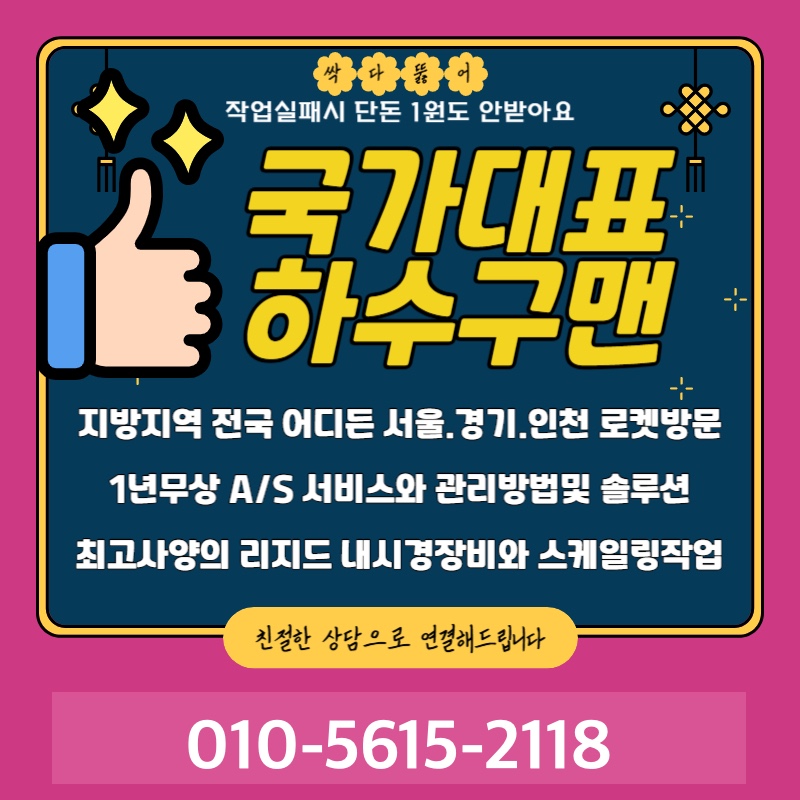 싹 다 뚫 어
작업실패시 단돈 1원도 안받아요
국가대표
하수구맨
지방지역 전국 어디든 서울.경기.인천 로켓방문
1년무상 A/S 서비스와 관리방법및 솔루션
최고사양의 리지드 내시경장비와 스케일링작업
친절한 상담으로 연결해드립니다
010-5615-2118